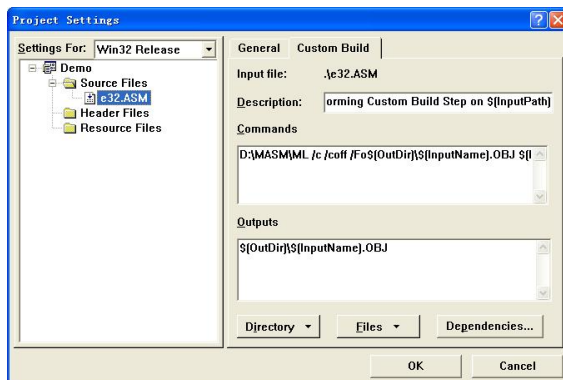 Project Settings
Settings For: Win32 Release
Demo
Source Files
e32.ASM
Header Files
Resource Files
General Custom Build
Input file: .\e32.ASM
Description: orming Custom Build Step on $(InputPath)
Commands
D:\MASM\ML /c /coff /Fo$(OutDir)\$(InputName).OBJ $(I
Outputs
$(OutDir)\$(InputName).OBJ
Directory Files Dependencies...
OK Cancel